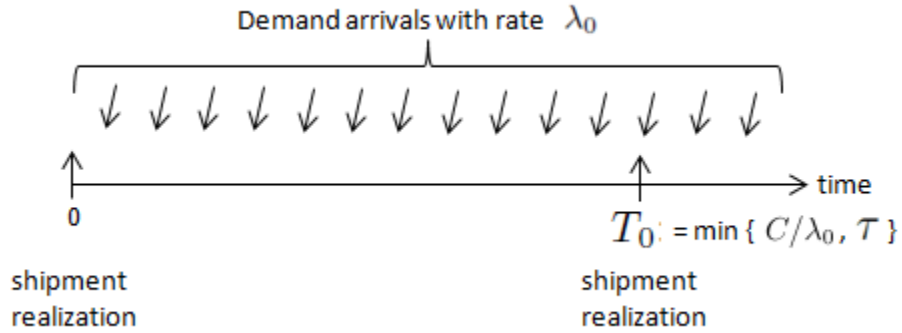 Demand arrivals with rate λ₀
time
0
T₀ : = min { C/λ₀, τ }
shipment
realization
shipment
realization